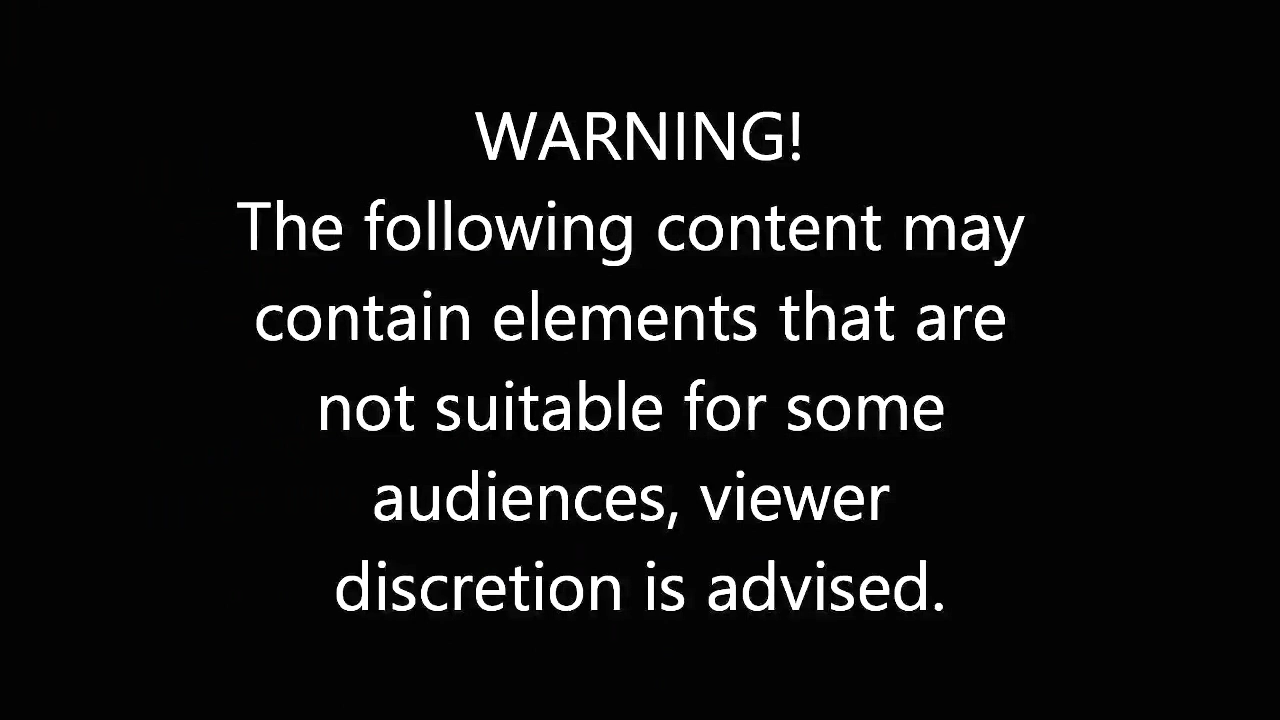 WARNING!
The following content may
contain elements that are
not suitable for some
audiences, viewer
discretion is advised.